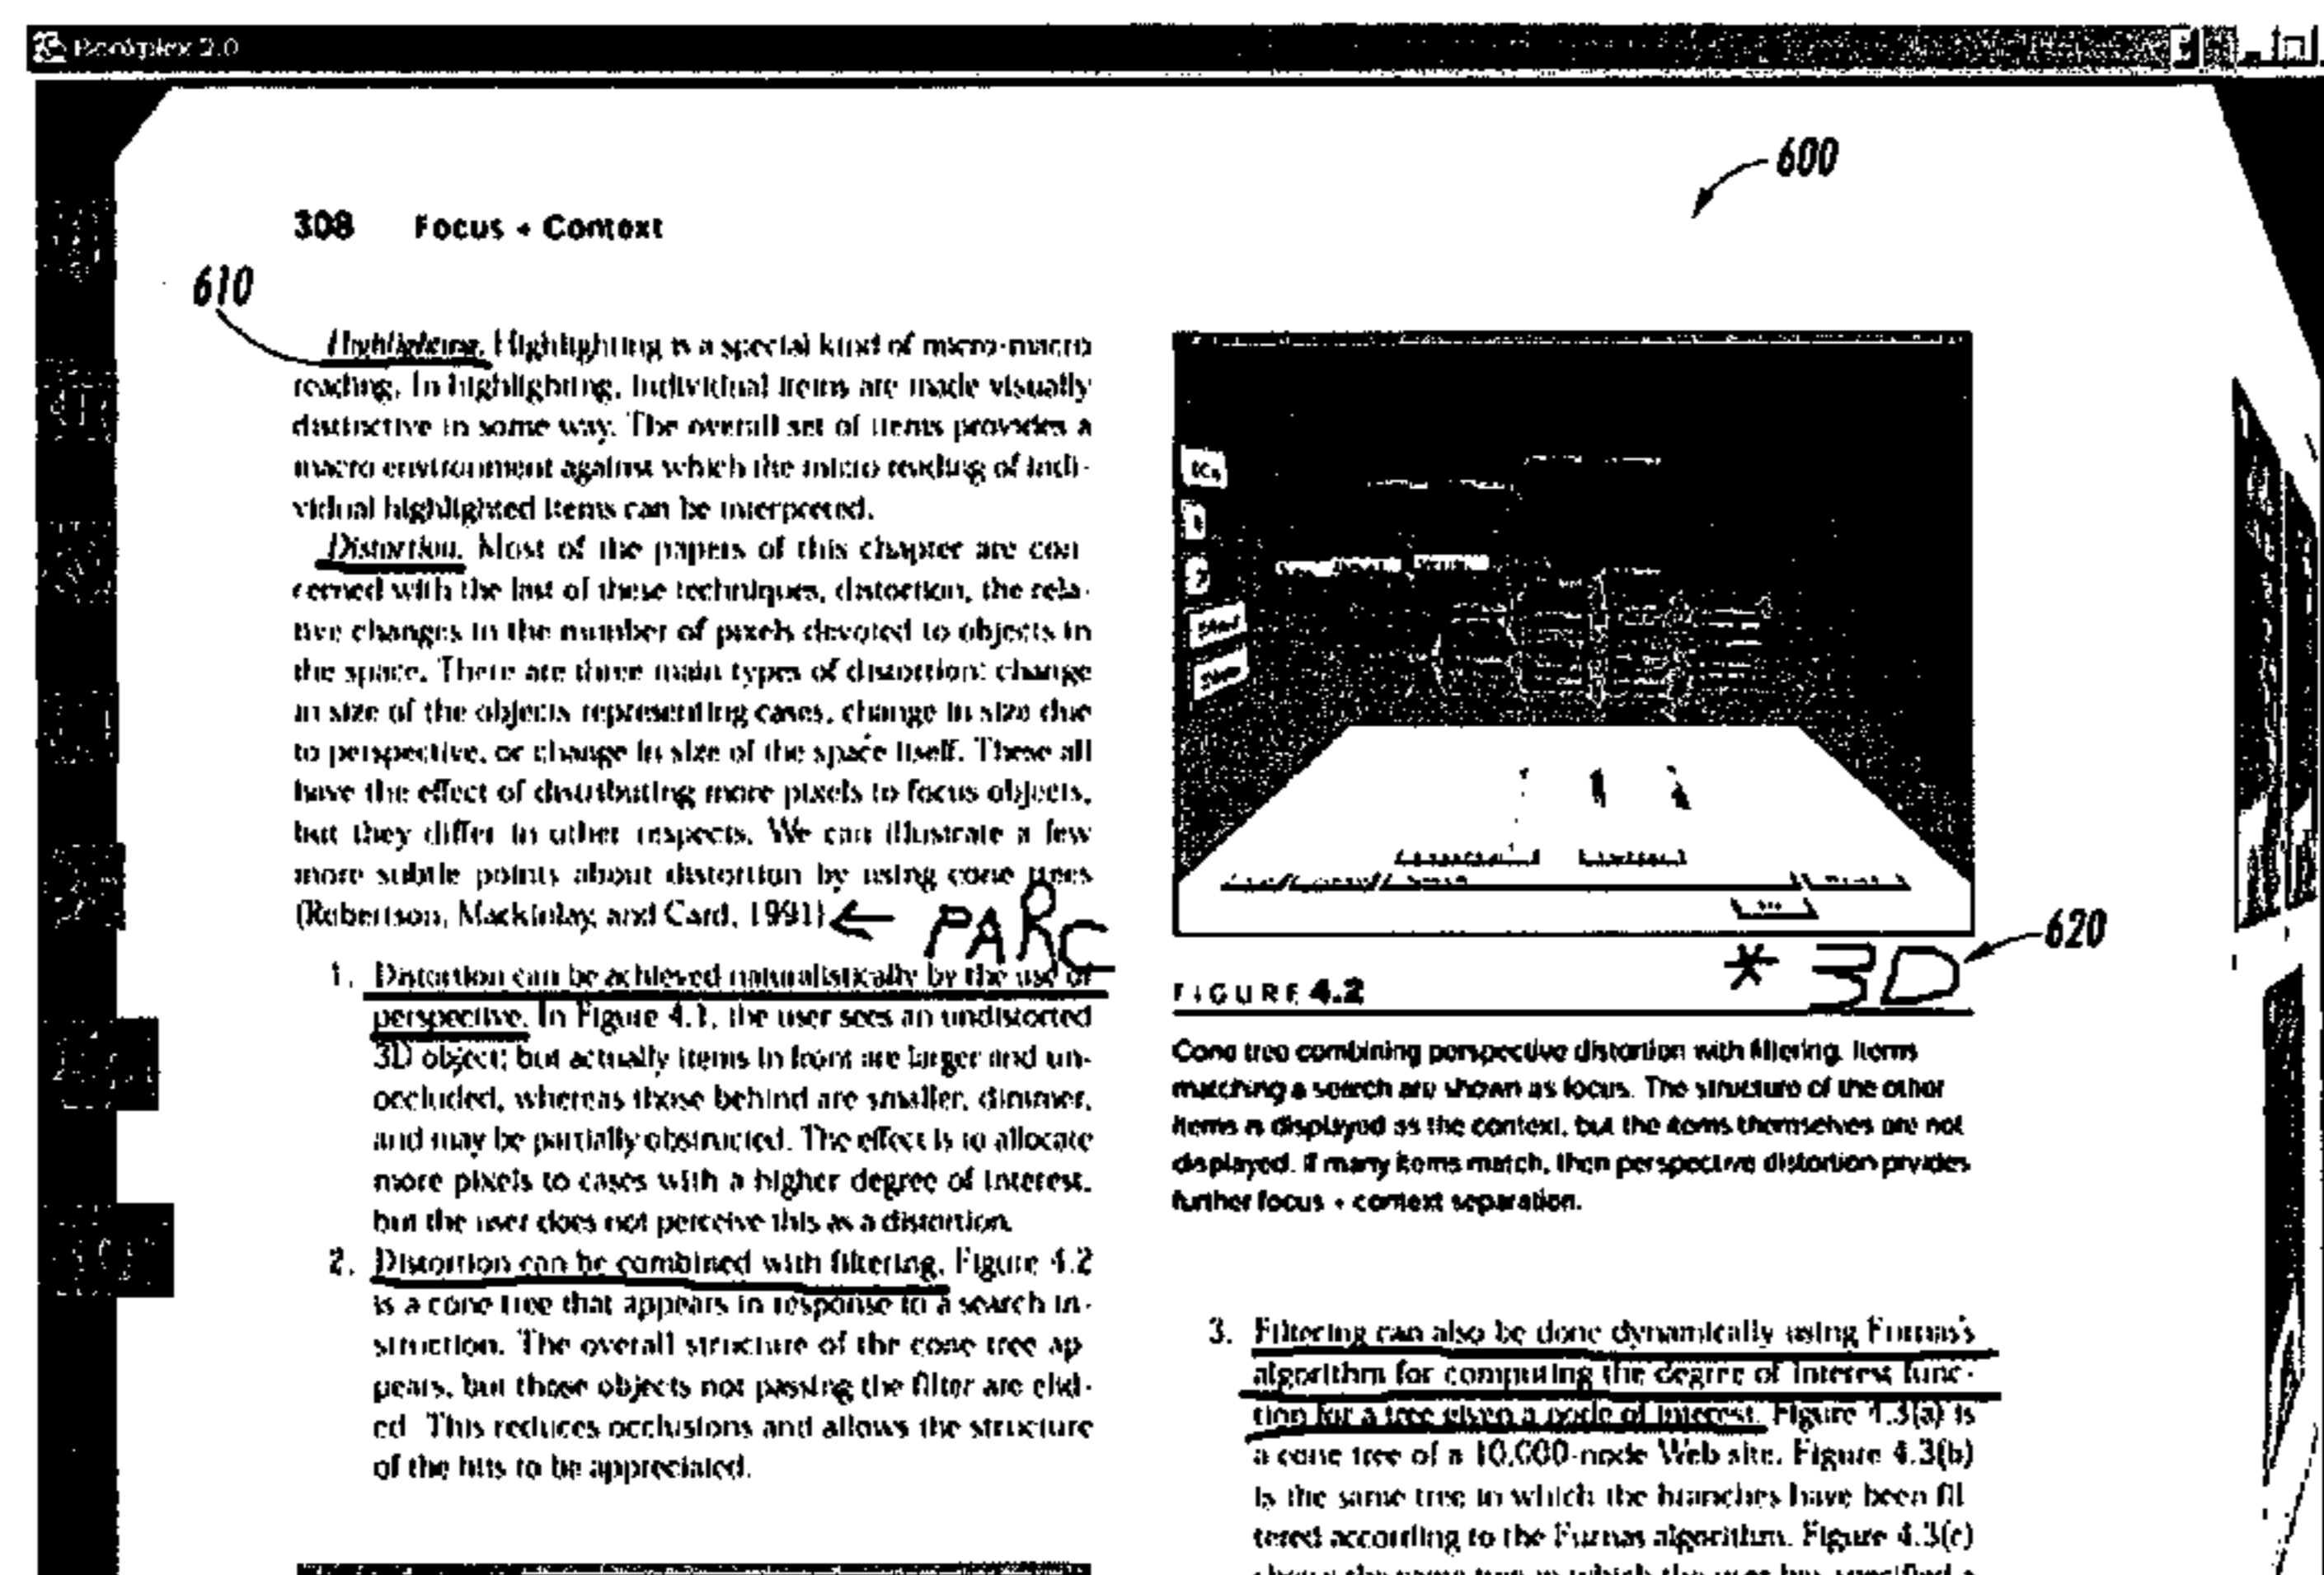 Bookplex 2.0
600
308 Focus + Context
610
Highlighting. Highlighting is a special kind of micro-macro
reading. In highlighting, individual items are made visually
distinctive in some way. The overall set of items provides a
macro environment against which the micro reading of indi-
vidual highlighted items can be interpreted.
Distortion. Most of the papers of this chapter are con
cerned with the last of these techniques, distortion, the rela-
tive changes in the number of pixels devoted to objects in
the space. There are three main types of distortion: change
in size of the objects representing cases, change in size due
to perspective, or change in size of the space itself. These all
have the effect of distributing more pixels to focus objects,
but they differ in other respects. We can illustrate a few
more subtle points about distortion by using cone trees
(Robertson, Mackinlay, and Card, 1991)
← PARC
1. Distortion can be achieved naturalistically by the use of
perspective. In Figure 4.1, the user sees an undistorted
3D object; but actually items in front are larger and un-
occluded, whereas those behind are smaller, dimmer,
and may be partially obstructed. The effect is to allocate
more pixels to cases with a higher degree of interest,
but the user does not perceive this as a distortion.
2. Distortion can be combined with filtering. Figure 4.2
is a cone tree that appears in response to a search in-
struction. The overall structure of the cone tree ap
pears, but those objects not passing the filter are elid-
ed. This reduces occlusions and allows the structure
of the hits to be appreciated.
620
* 3D
FIGURE 4.2
Cone tree combining perspective distortion with filtering. Items
matching a search are shown as focus. The structure of the other
items is displayed as the context, but the items themselves are not
displayed. If many items match, then perspective distortion prvides
further focus + context separation.
3. Filtering can also be done dynamically using Furnas's
algorithm for computing the degree of interest func-
tion for a tree given a node of interest. Figure 4.3(a) is
a cone tree of a 10,000-node Web site. Figure 4.3(b)
is the same tree in which the branches have been fil
tered according to the Furnas algorithm. Figure 4.3(c)